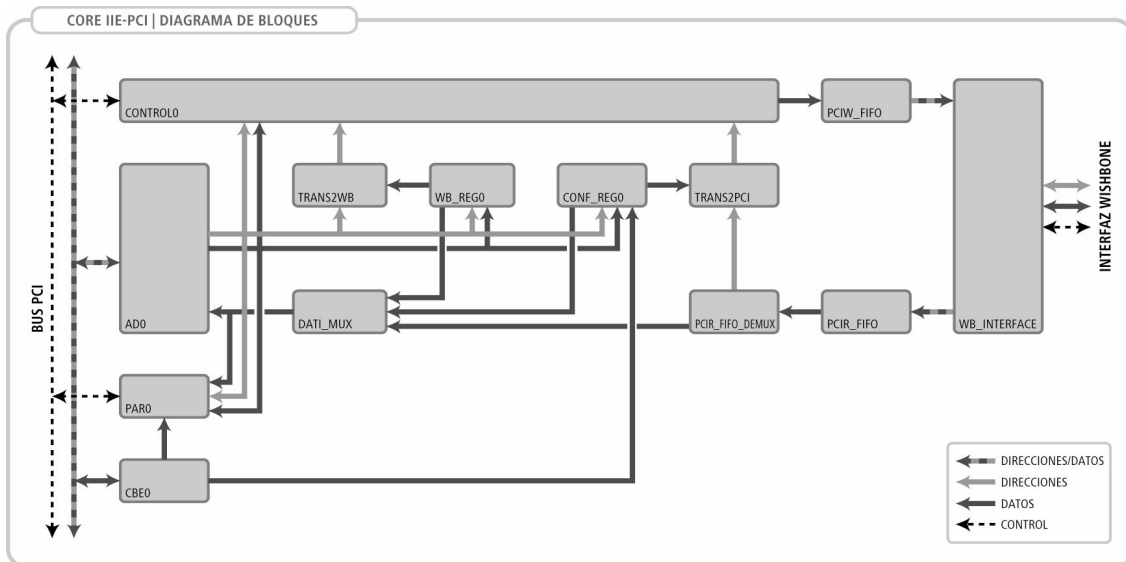 CORE IIE-PCI | DIAGRAMA DE BLOQUES
CONTROL0
PCIW_FIFO
TRANS2WB
WB_REG0
CONF_REG0
TRANS2PCI
INTERFAZ WISHBONE
BUS PCI
AD0
DATI_MUX
PCIR_FIFO_DEMUX
PCIR_FIFO
WB_INTERFACE
PAR0
CBE0
DIRECCIONES/DATOS
DIRECCIONES
DATOS
CONTROL